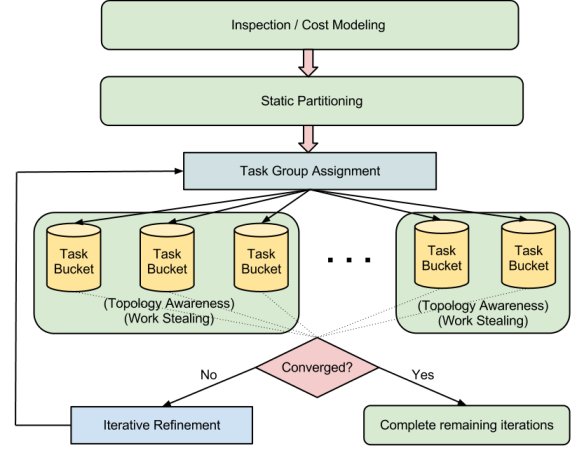 Inspection / Cost Modeling
Static Partitioning
Task Group Assignment
Task
Bucket
Task
Bucket
Task
Bucket
. . .
Task
Bucket
Task
Bucket
(Topology Awareness)
(Work Stealing)
(Topology Awareness)
(Work Stealing)
Converged?
No
Yes
Iterative Refinement
Complete remaining iterations